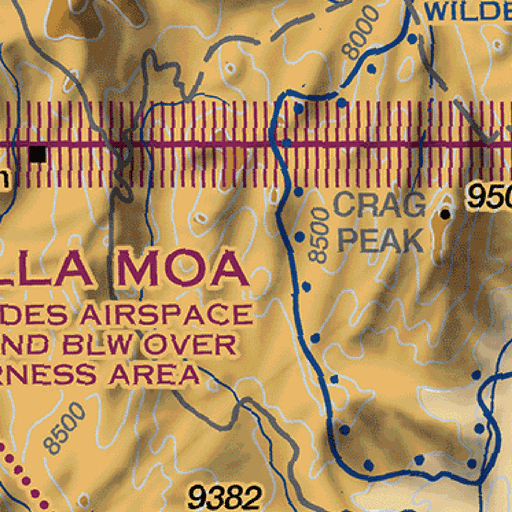 WILDE
8000
m
950
CRAG
PEAK
8500
LLA MOA
DES AIRSPACE
ND BLW OVER
RNESS AREA
8500
9382